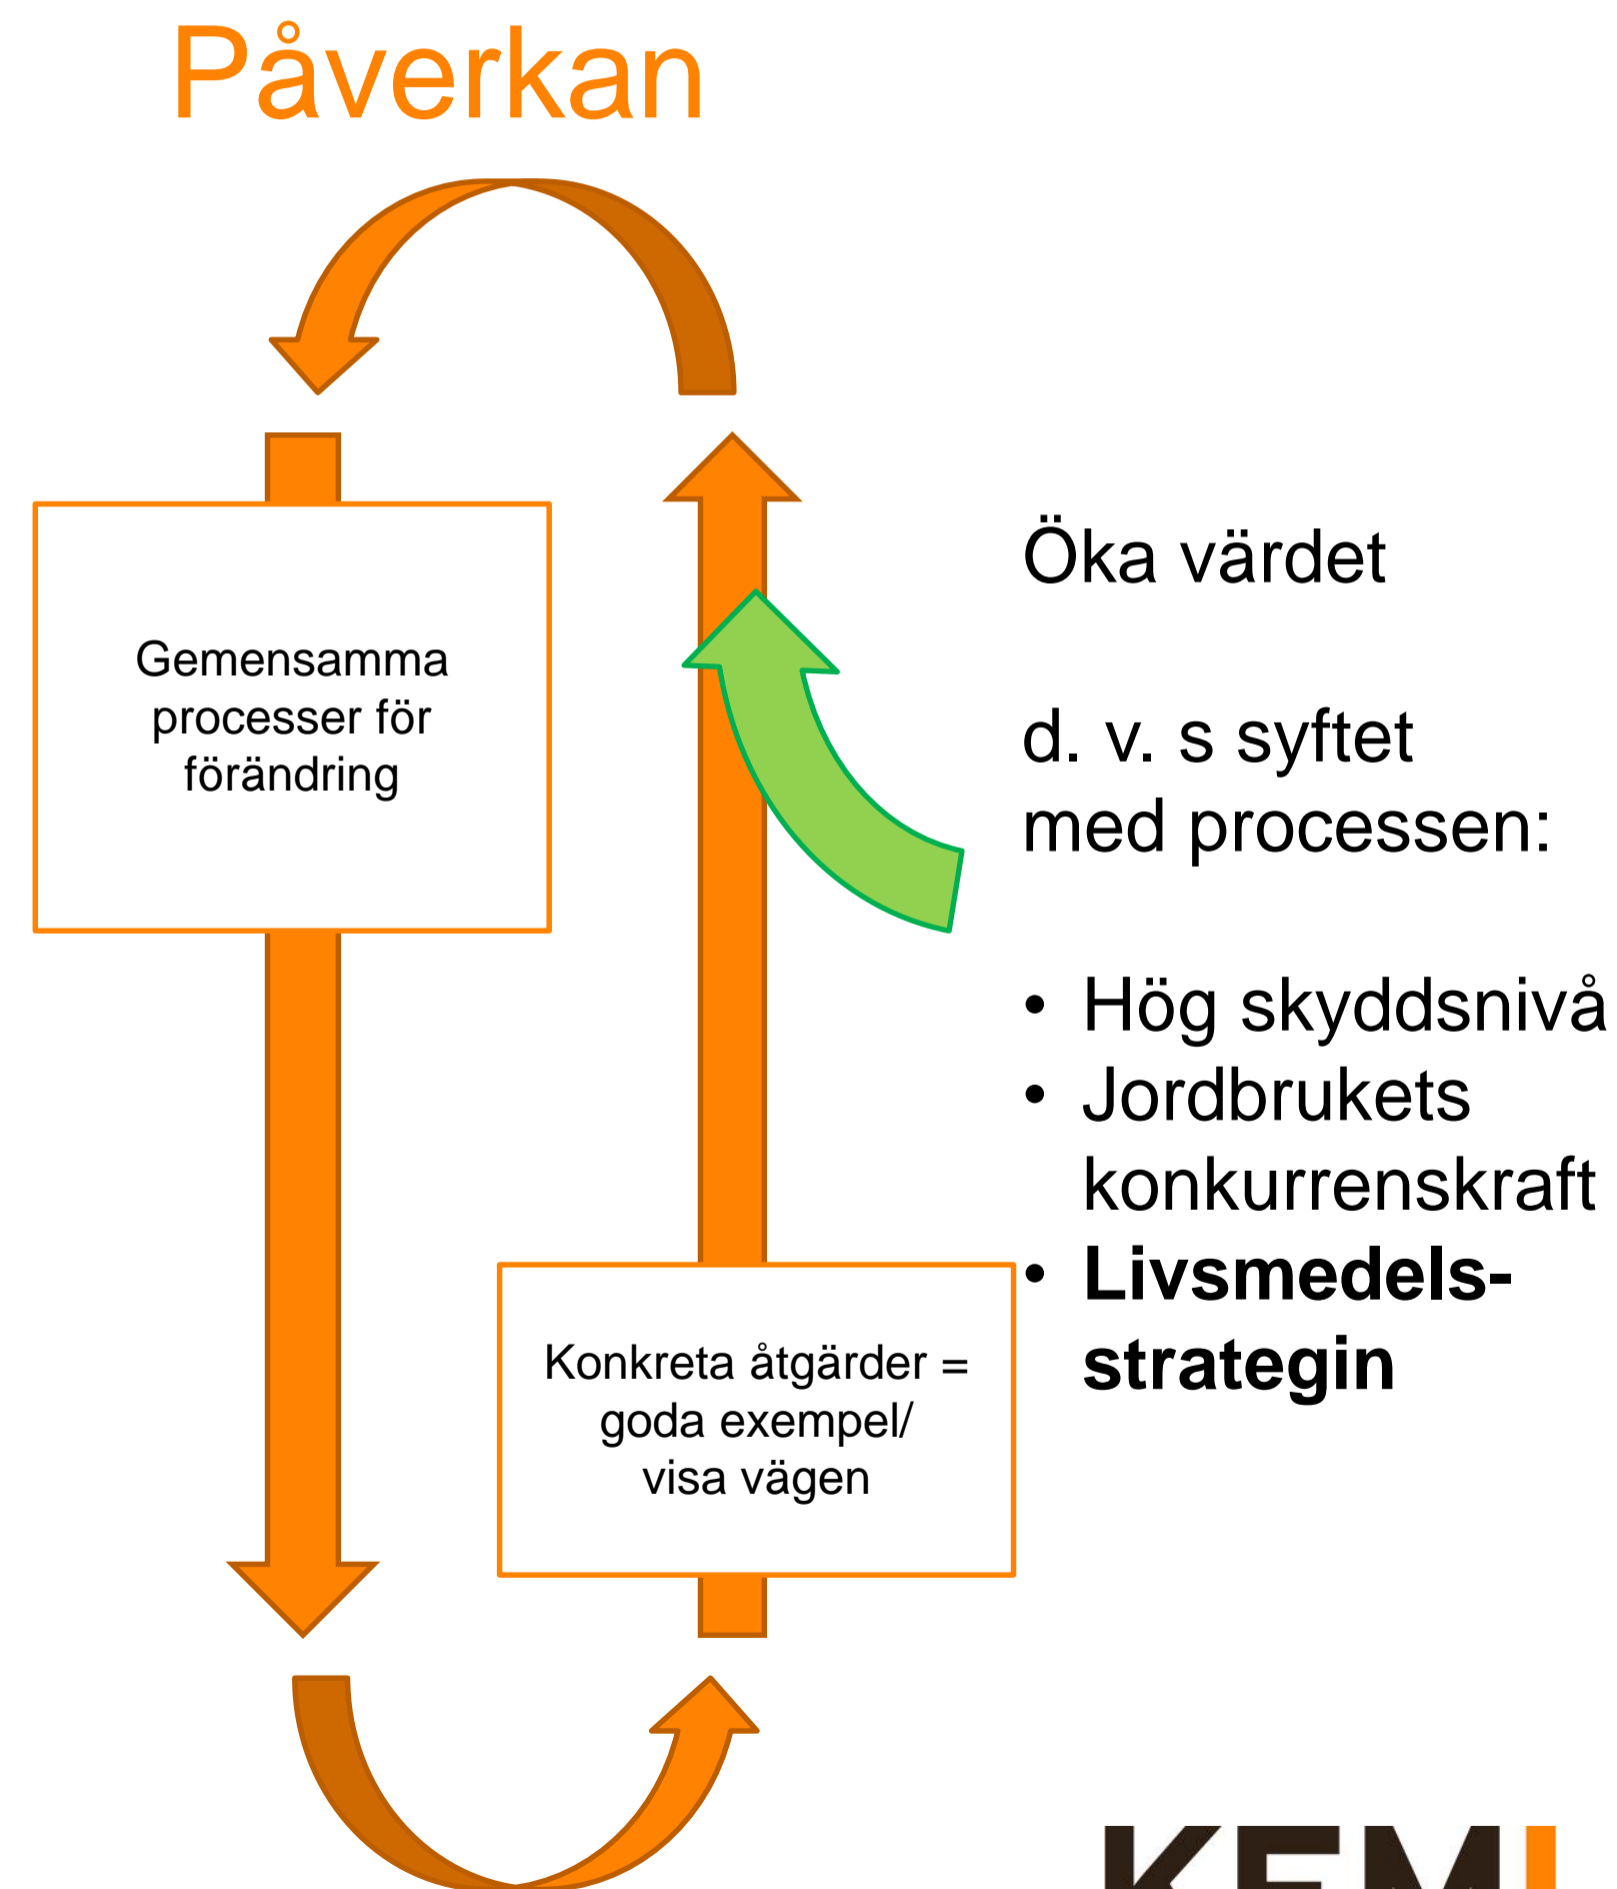 Påverkan
Gemensamma
processer för
förändring
Konkreta åtgärder =
goda exempel/
visa vägen
Öka värdet
d. v. s syftet
med processen:
• Hög skyddsnivå
• Jordbrukets
konkurrenskraft
• Livsmedels-
strategin
KEMI